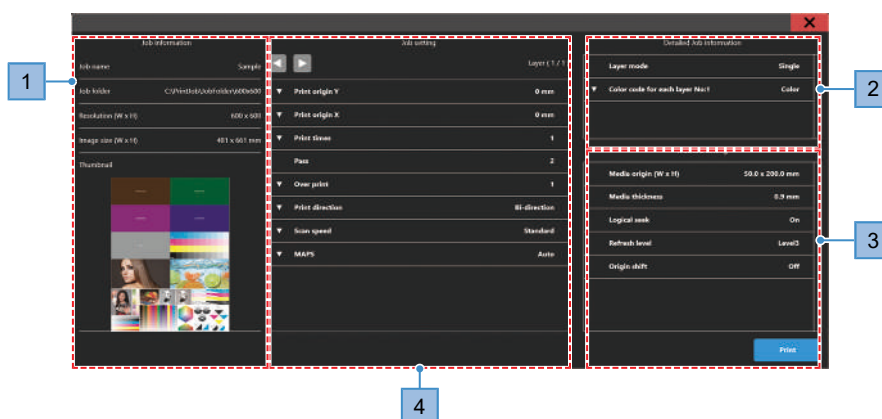 Job information
Job name Sample
Job folder C:\PrintJob\JobFolder\600x600
Resolution (W x H) 600 x 600
Image size (W x H) 481 x 661 mm
Thumbnail
Job setting
Layer ( 1 / 1
Print origin Y 0 mm
Print origin X 0 mm
Print times 1
Pass 2
Over print 1
Print direction Bi-direction
Scan speed Standard
MAPS Auto
Detailed Job information
Layer mode Single
Color code for each layer No:1 Color
Media origin (W x H) 50.0 x 200.0 mm
Media thickness 0.9 mm
Logical seek On
Refresh level Level3
Origin shift Off
Print
1
2
3
4